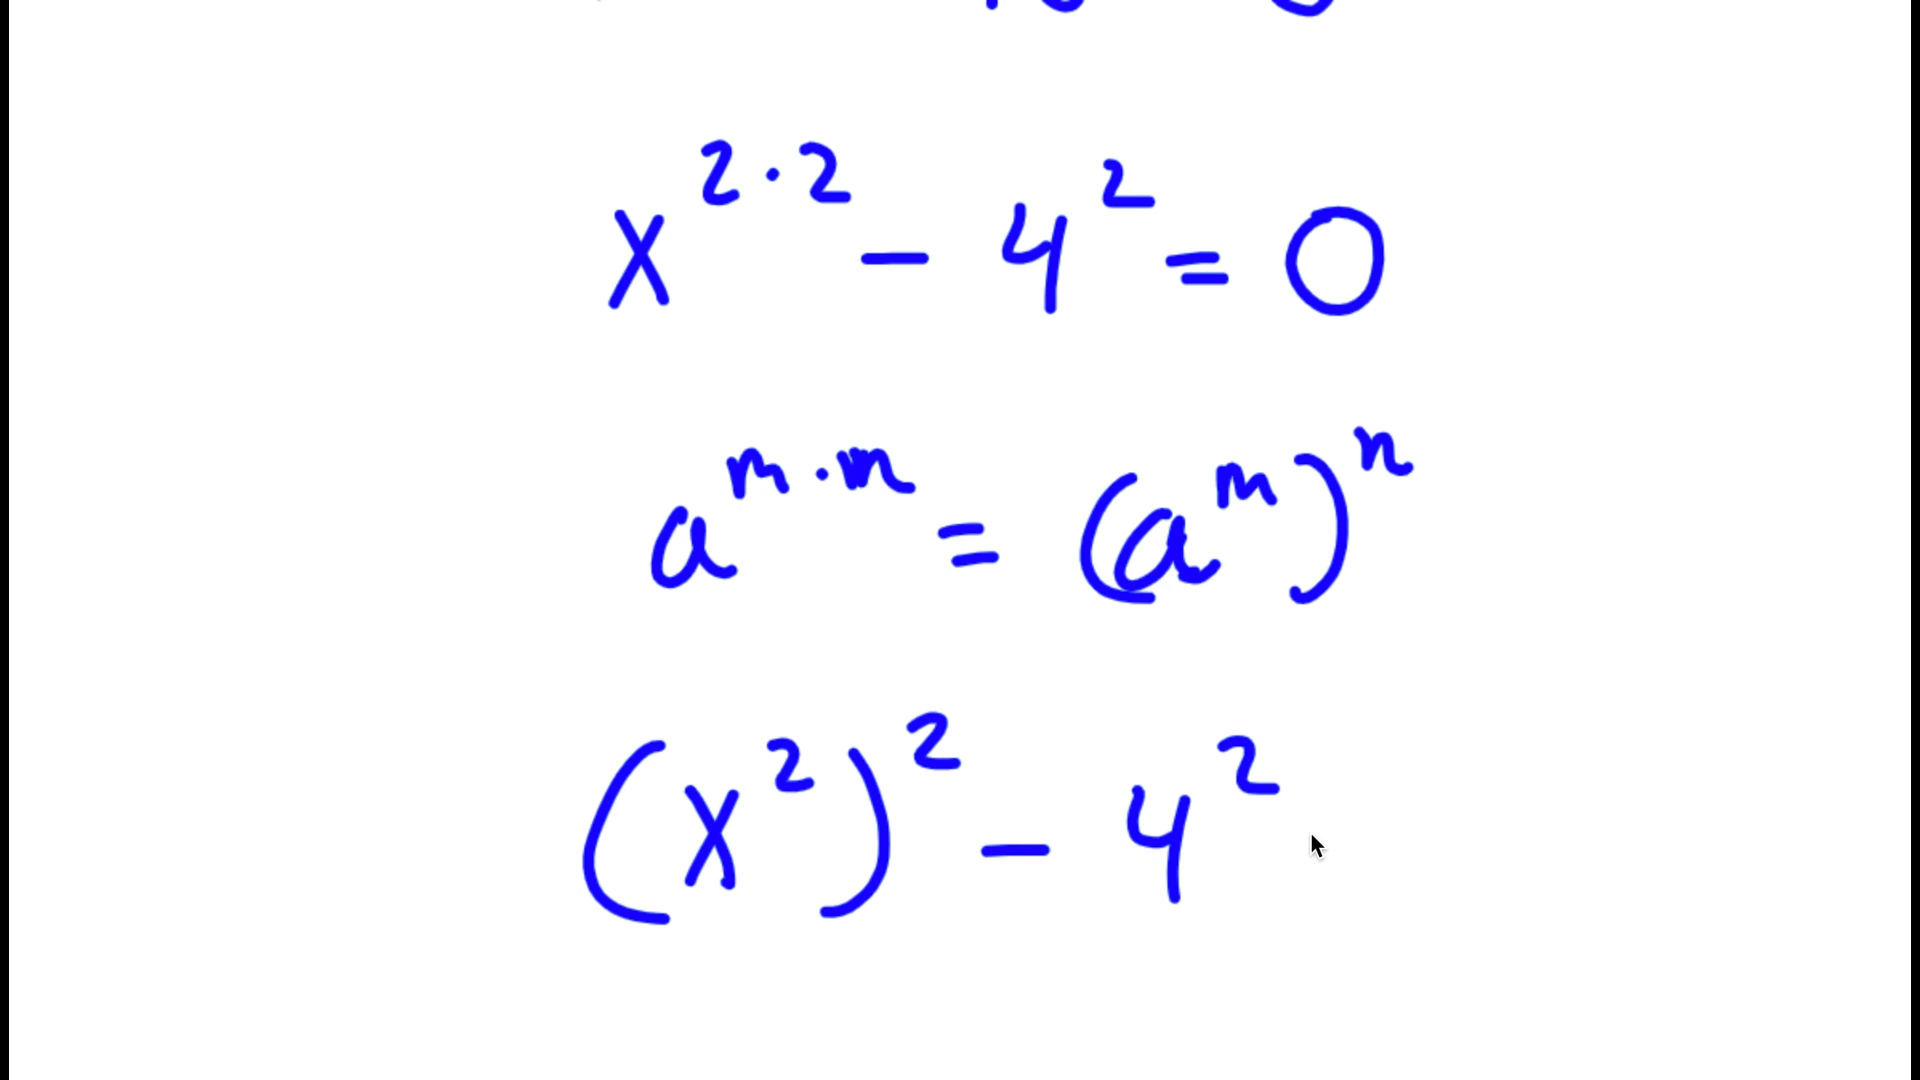 x^{2·2} - 4^2 = 0
a^{m·m} = (a^m)^n
(x^2)^2 - 4^2